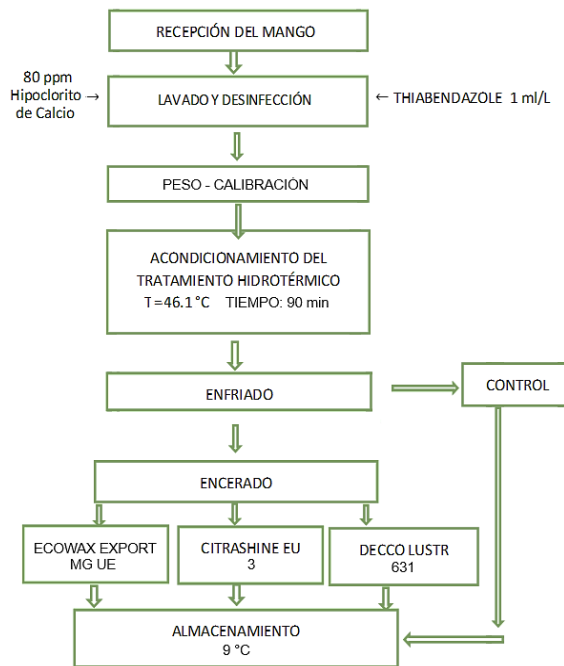 RECEPCIÓN DEL MANGO
80 ppm
Hipoclorito →
de Calcio
LAVADO Y DESINFECCIÓN
← THIABENDAZOLE 1 ml/L
PESO - CALIBRACIÓN
ACONDICIONAMIENTO DEL
TRATAMIENTO HIDROTÉRMICO
T=46.1 °C TIEMPO: 90 min
ENFRIADO
CONTROL
ENCERADO
ECOWAX EXPORT
MG UE
CITRASHINE EU
3
DECCO LUSTR
631
ALMACENAMIENTO
9 °C